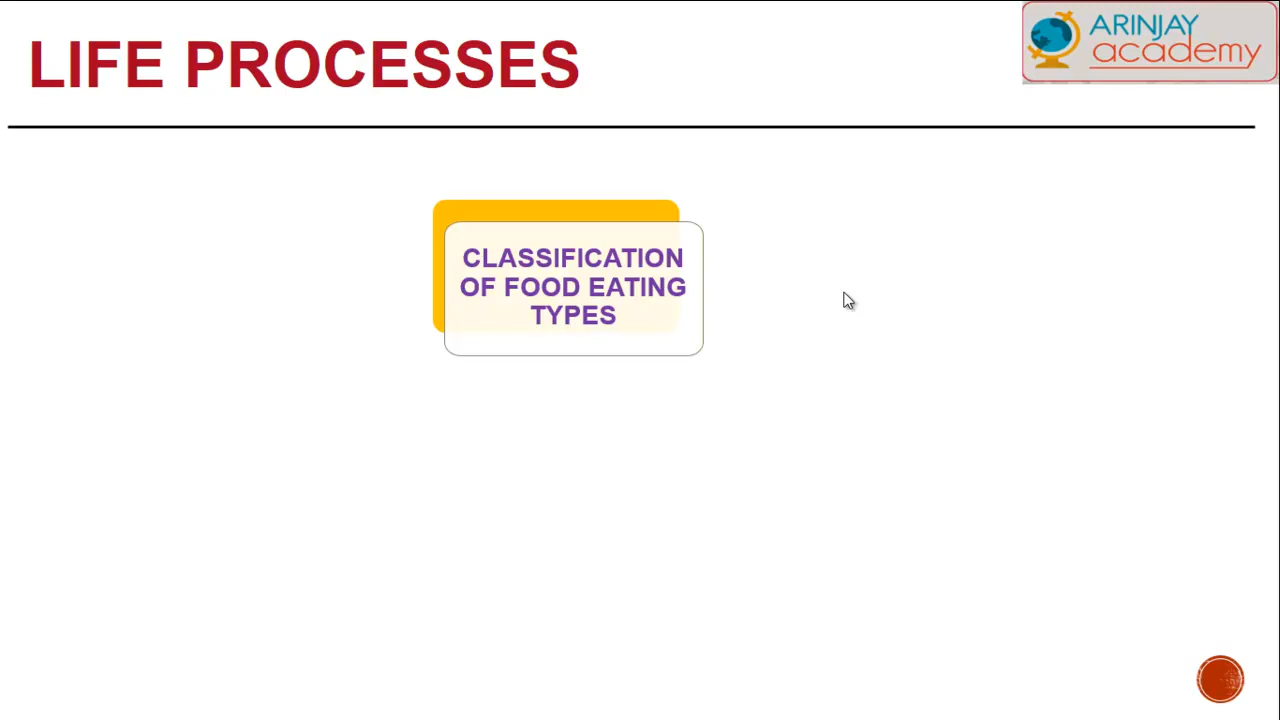 LIFE PROCESSES
ARINJAY
academy
CLASSIFICATION
OF FOOD EATING
TYPES